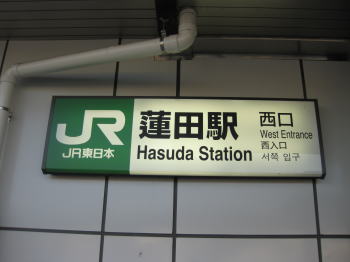 JR
JR東日本
蓮田駅
Hasuda Station
西口
West Entrance
西入口
서쪽 입구